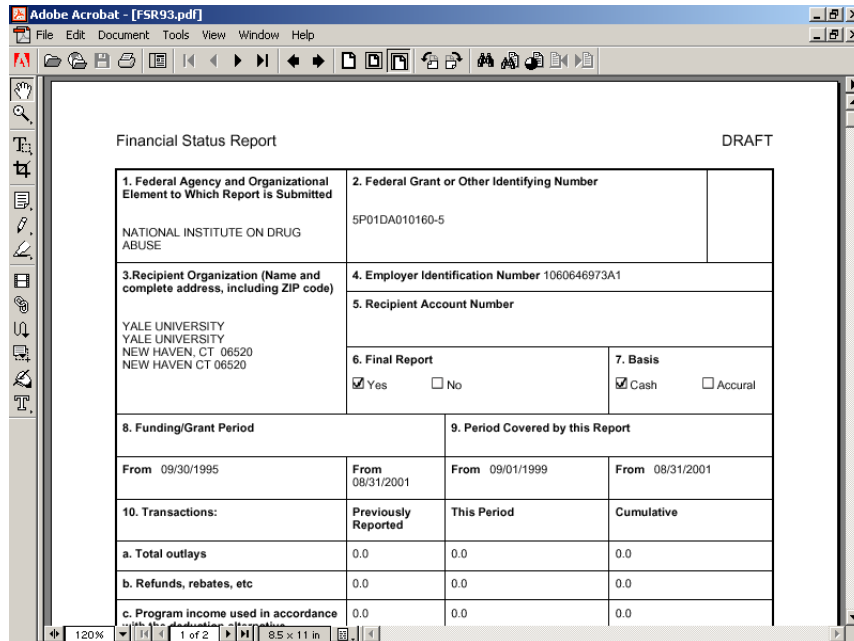 Adobe Acrobat - [FSR93.pdf]
File Edit Document Tools View Window Help
Financial Status Report DRAFT
1. Federal Agency and Organizational
Element to Which Report is Submitted
NATIONAL INSTITUTE ON DRUG
ABUSE
2. Federal Grant or Other Identifying Number
5P01DA010160-5
3.Recipient Organization (Name and
complete address, including ZIP code)
YALE UNIVERSITY
YALE UNIVERSITY
NEW HAVEN, CT 06520
NEW HAVEN CT 06520
4. Employer Identification Number 1060646973A1
5. Recipient Account Number
6. Final Report
Yes No
7. Basis
Cash Accural
8. Funding/Grant Period
9. Period Covered by this Report
From 09/30/1995
From
08/31/2001
From 09/01/1999
From 08/31/2001
10. Transactions:
Previously
Reported
This Period
Cumulative
a. Total outlays 0.0 0.0 0.0
b. Refunds, rebates, etc 0.0 0.0 0.0
c. Program income used in accordance 0.0 0.0 0.0
with the deduction alternative
120% 1 of 2 8.5 x 11 in